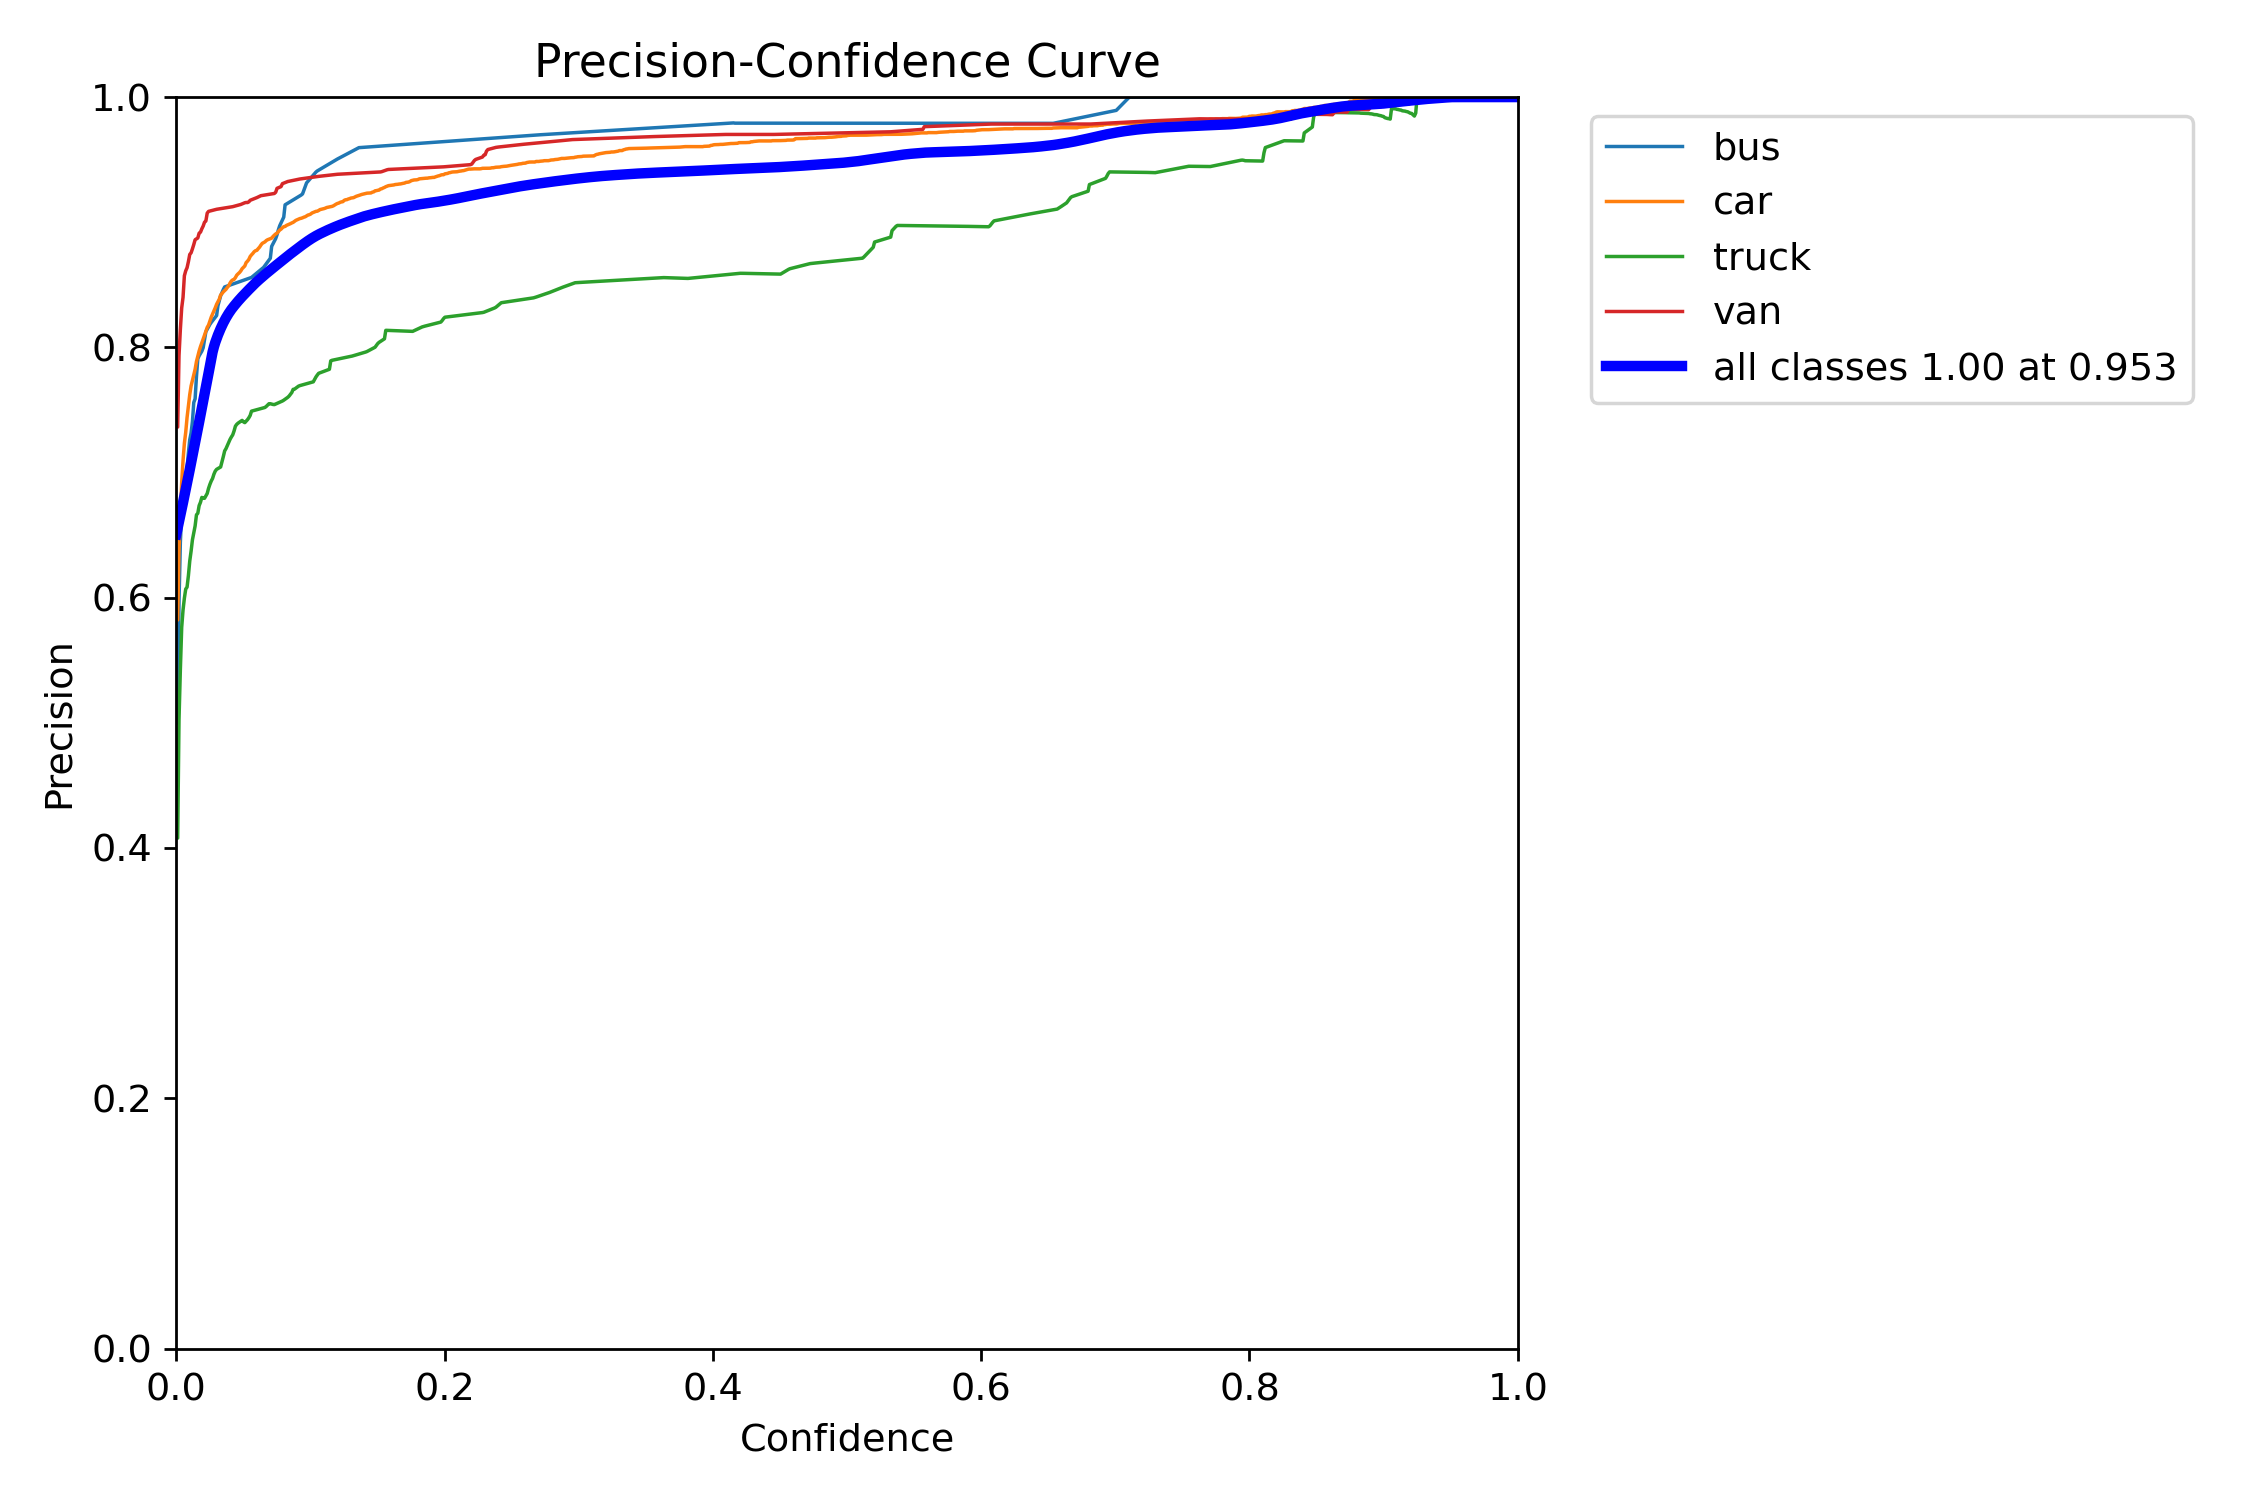 Precision-Confidence Curve
1.0
0.8
0.6
0.4
0.2
0.0
Precision
0.0 0.2 0.4 0.6 0.8 1.0
Confidence
bus
car
truck
van
all classes 1.00 at 0.953